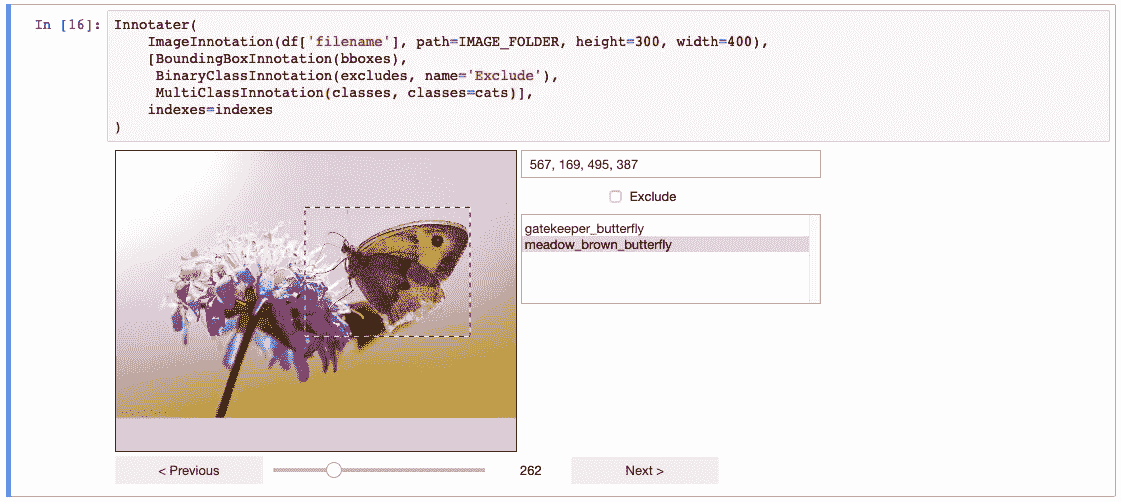 In [16]: Innotater(
ImageInnotation(df['filename'], path=IMAGE_FOLDER, height=300, width=400),
[BoundingBoxInnotation(bboxes),
BinaryClassInnotation(excludes, name='Exclude'),
MultiClassInnotation(classes, classes=cats)],
indexes=indexes
)
567, 169, 495, 387
Exclude
gatekeeper_butterfly
meadow_brown_butterfly
< Previous 262 Next >